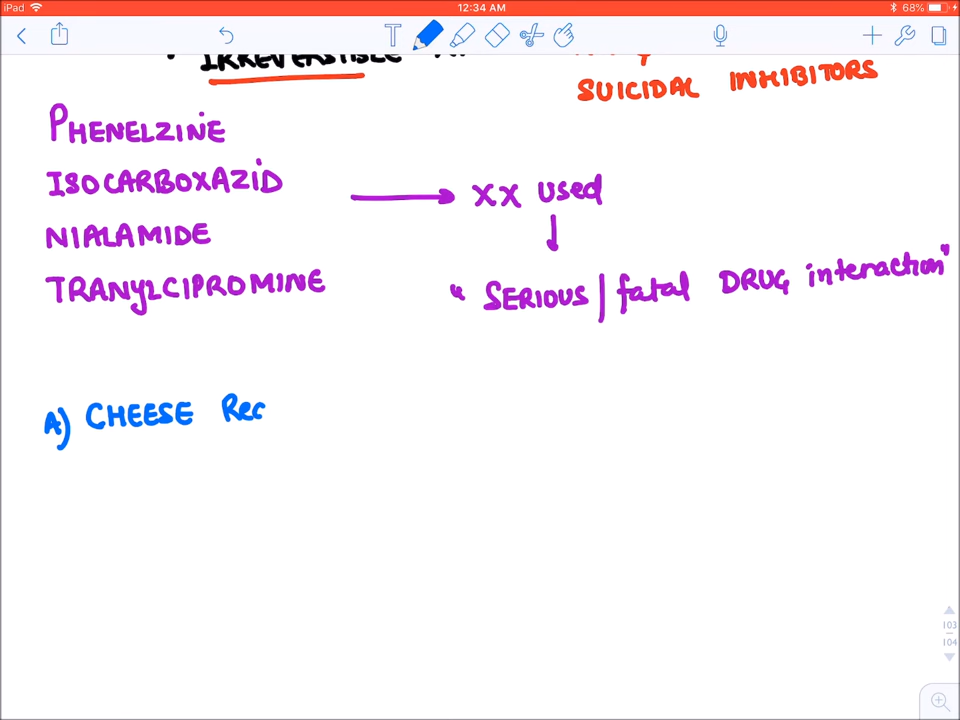 iPad 12:34 AM 68%
T
IRREVERSIBLE
SUICIDAL INHIBITORS
PHENELZINE
ISOCARBOXAZID
XX used
NIALAMIDE
TRANYLCIPROMINE
" SERIOUS / fatal DRUG interaction"
A) CHEESE Rec
103
104